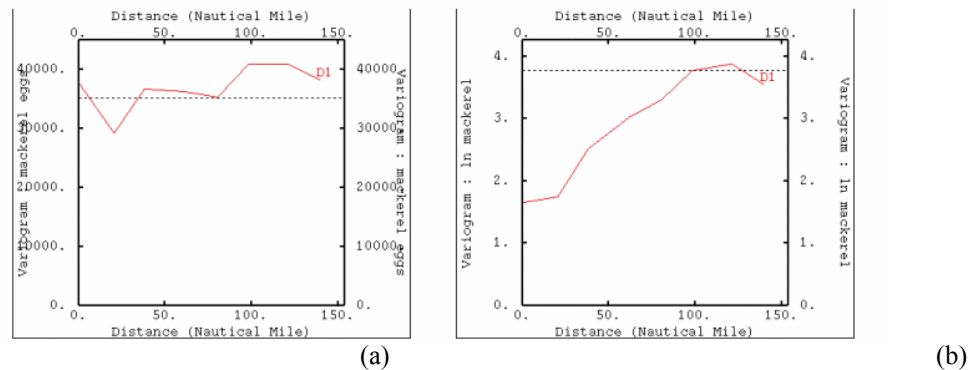 Distance (Nautical Mile)
0. 50. 100. 150.
40000.
30000.
20000.
10000.
0.
Variogram : mackerel eggs
D1
40000.
30000.
20000.
10000.
0.
Variogram : mackerel eggs
0. 50. 100. 150.
Distance (Nautical Mile)
(a)
Distance (Nautical Mile)
0. 50. 100. 150.
4.
3.
2.
1.
0.
Variogram : ln mackerel
D1
4.
3.
2.
1.
0.
Variogram : ln mackerel
0. 50. 100. 150.
Distance (Nautical Mile)
(b)